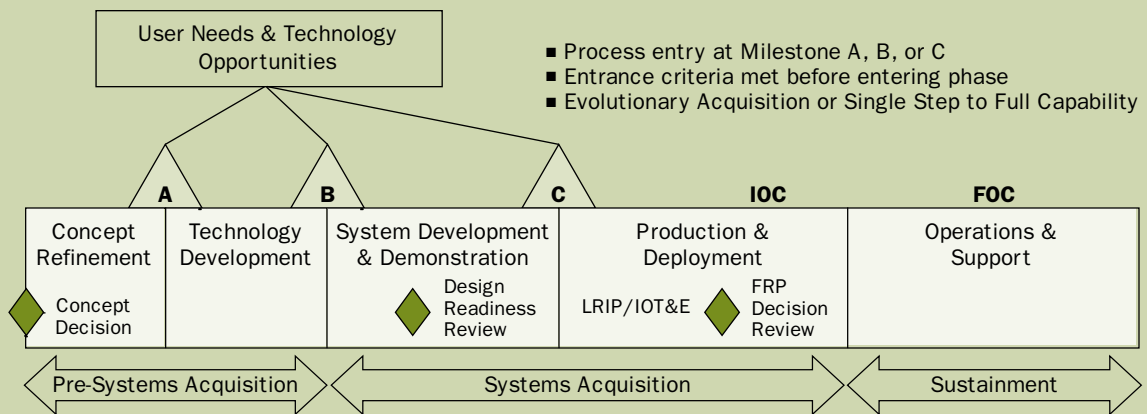 User Needs & Technology
Opportunities
■ Process entry at Milestone A, B, or C
■ Entrance criteria met before entering phase
■ Evolutionary Acquisition or Single Step to Full Capability
A
B
C
IOC
FOC
Concept
Refinement
Concept
Decision
Technology
Development
System Development
& Demonstration
Design
Readiness
Review
Production &
Deployment
LRIP/IOT&E
FRP
Decision
Review
Operations &
Support
Pre-Systems Acquisition
Systems Acquisition
Sustainment